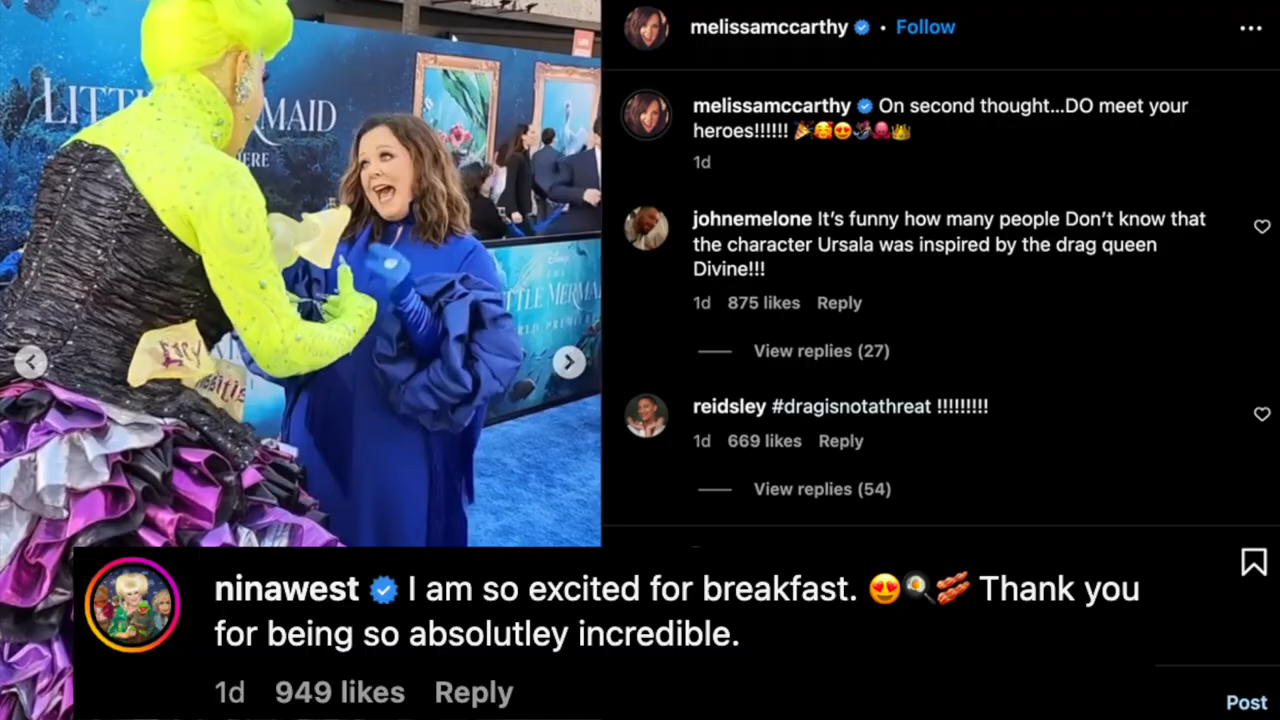 LITTLE MERMAID
melissamccarthy • Follow
melissamccarthy On second thought...DO meet your
heroes!!!!!! 🎉🥰😍🧜🏿‍♀️🐙👑
1d
johnemelone It’s funny how many people Don’t know that
the character Ursala was inspired by the drag queen
Divine!!!
1d 875 likes Reply
View replies (27)
reidsley #dragisnotathreat !!!!!!!!!
1d 669 likes Reply
View replies (54)
ninawest I am so excited for breakfast. 😍🍳🥓 Thank you
for being so absolutley incredible.
1d 949 likes Reply
Post